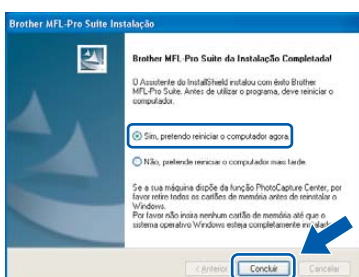 Brother MFL-Pro Suite Instalação
Brother MFL-Pro Suite da Instalação Completada!
O Assistente do InstallShield instalou com êxito Brother
MFL-Pro Suite. Antes de utilizar o programa, deve reiniciar o
computador.
Sim, pretendo reiniciar o computador agora.
Não, pretende reiniciar o computador mais tarde.
Se a sua máquina dispõe da função PhotoCapture Center, por
favor retire todos os cartões de memória antes de reinstalar o
Windows.
Por favor não insira nenhum cartão de memória até que o
sistema operativo Windows esteja completamente instalado.
< Anterior Concluir Cancelar